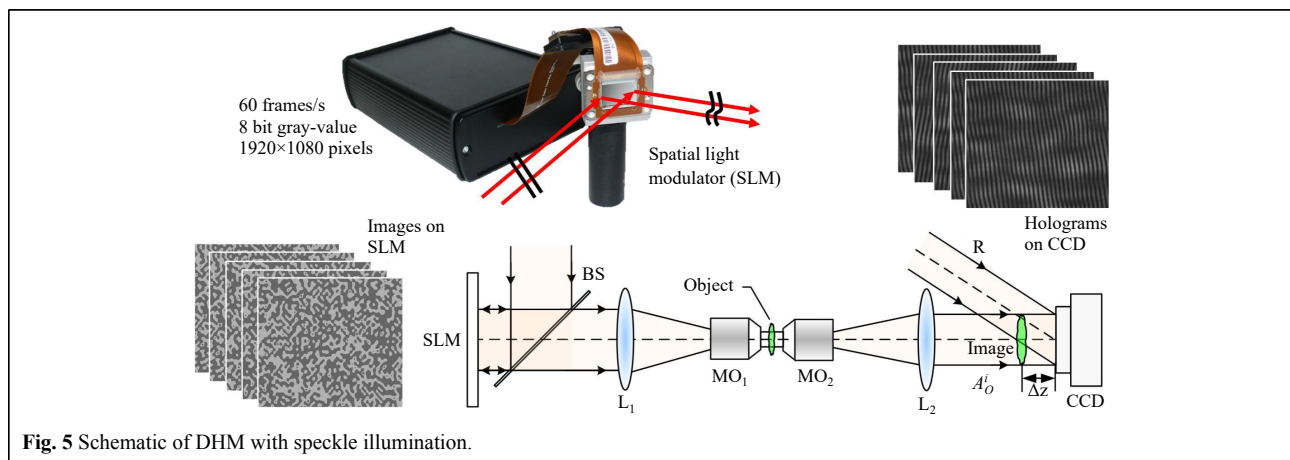 60 frames/s
8 bit gray-value
1920×1080 pixels
Spatial light
modulator (SLM)
Holograms
on CCD
Images on
SLM
BS
R
Object
SLM
Image
MO₁
MO₂
L₁
L₂
A_O^i
Δz
CCD
Fig. 5 Schematic of DHM with speckle illumination.